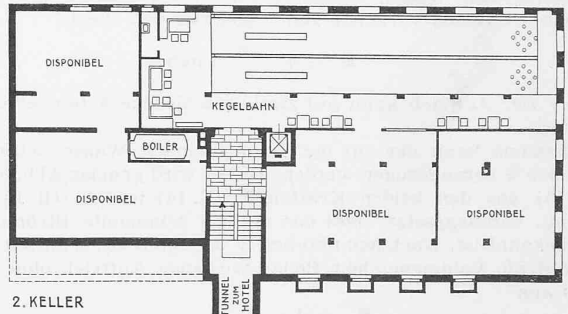 DISPONIBEL
KEGELBAHN
BOILER
DISPONIBEL
DISPONIBEL
DISPONIBEL
2. KELLER
TUNNEL
ZUM
HOTEL